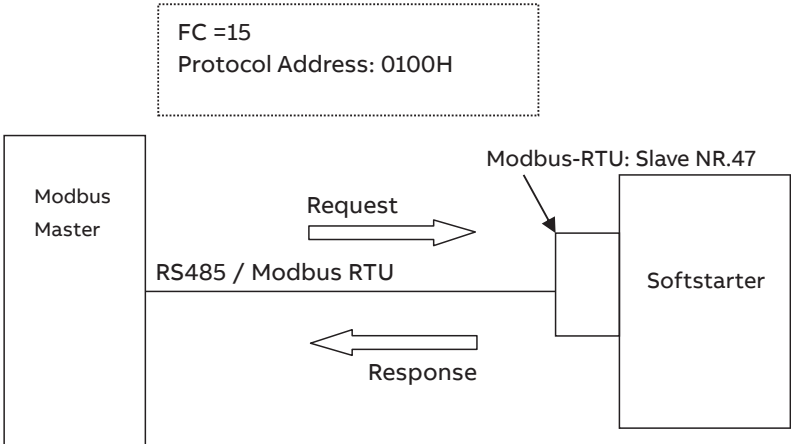 FC =15
Protocol Address: 0100H
Modbus-RTU: Slave NR.47
Modbus
Master
Request
Softstarter
RS485 / Modbus RTU
Response